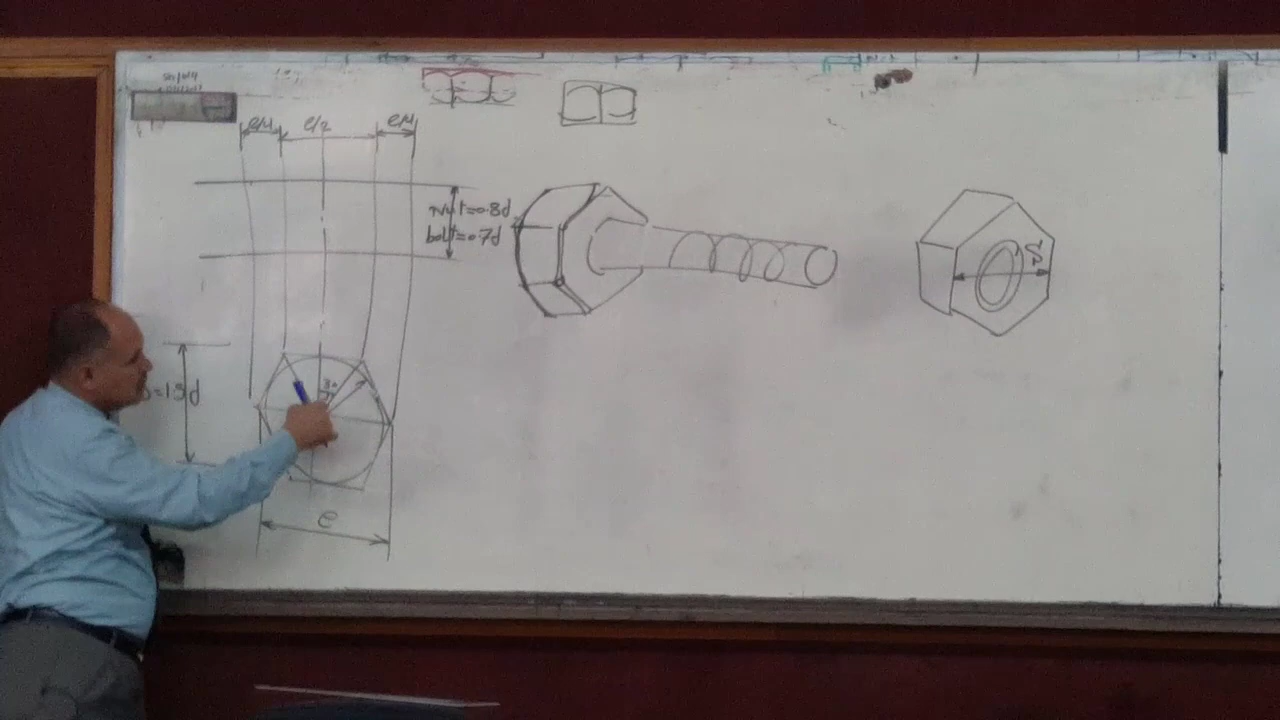 e/4 e/2 e/4
nut=0.8d
bolt=0.7d
=1.5d
30
S
e